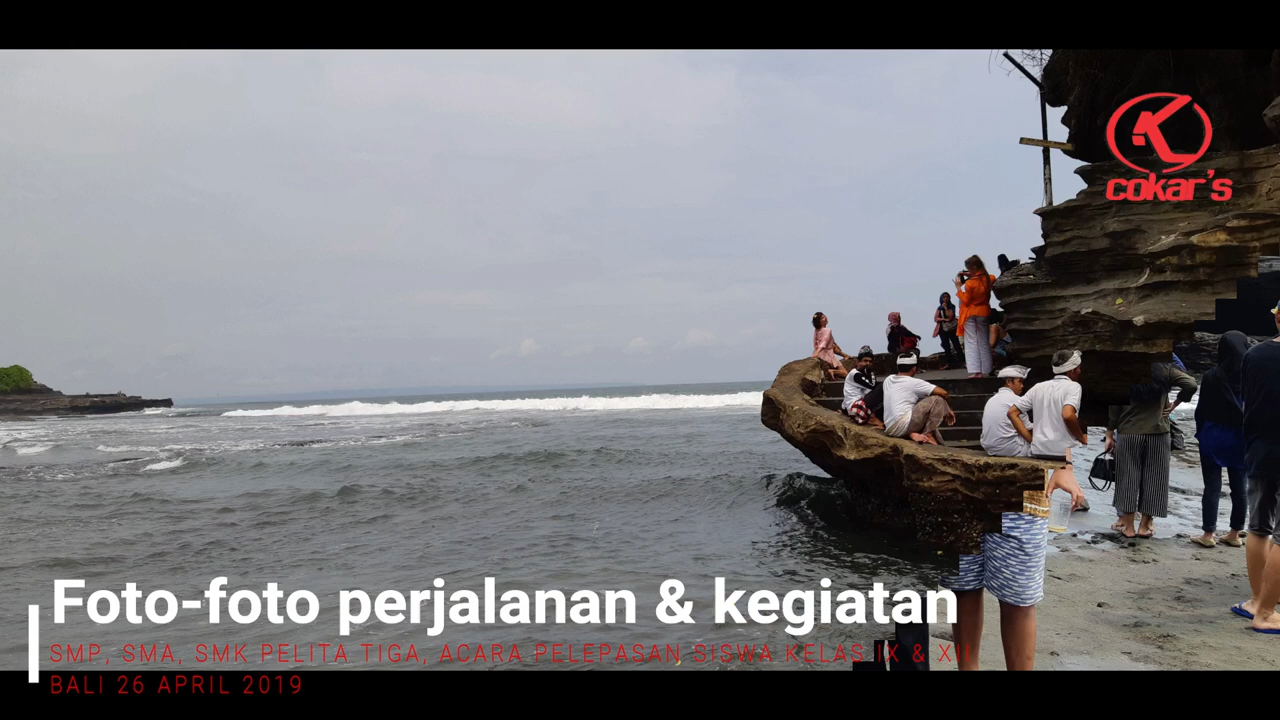 cokar's
Foto-foto perjalanan & kegiatan
SMP, SMA, SMK PELITA TIGA, ACARA PELEPASAN SISWA KELAS IX & XII
BALI 26 APRIL 2019